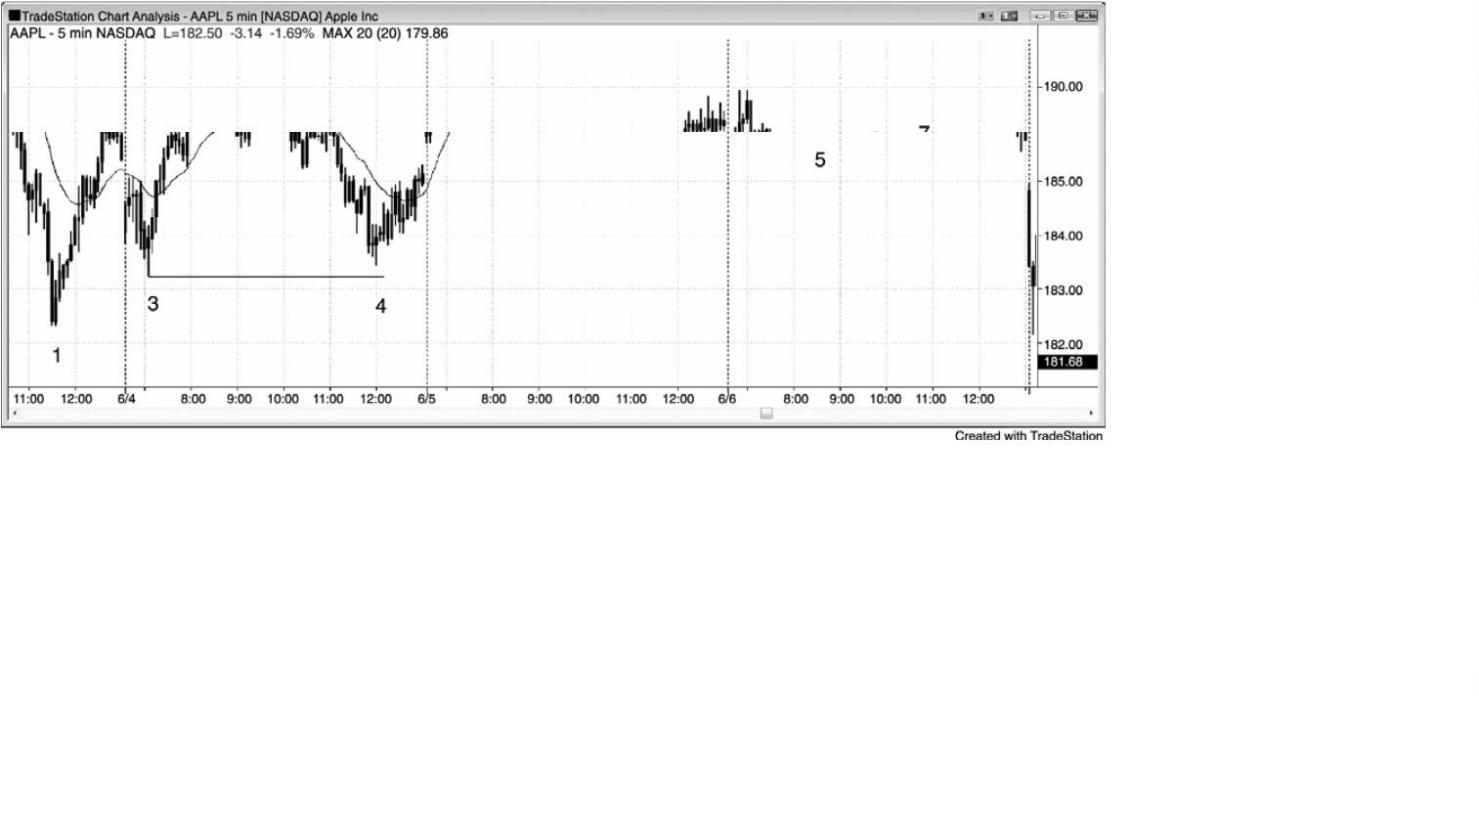 TradeStation Chart Analysis - AAPL 5 min [NASDAQ] Apple Inc
AAPL - 5 min NASDAQ L=182.50 -3.14 -1.69% MAX 20 (20) 179.86
190.00
5
185.00
184.00
183.00
3
4
182.00
1
181.68
11:00 12:00 6/4 8:00 9:00 10:00 11:00 12:00 6/5 8:00 9:00 10:00 11:00 12:00 6/6 8:00 9:00 10:00 11:00 12:00
Created with TradeStation